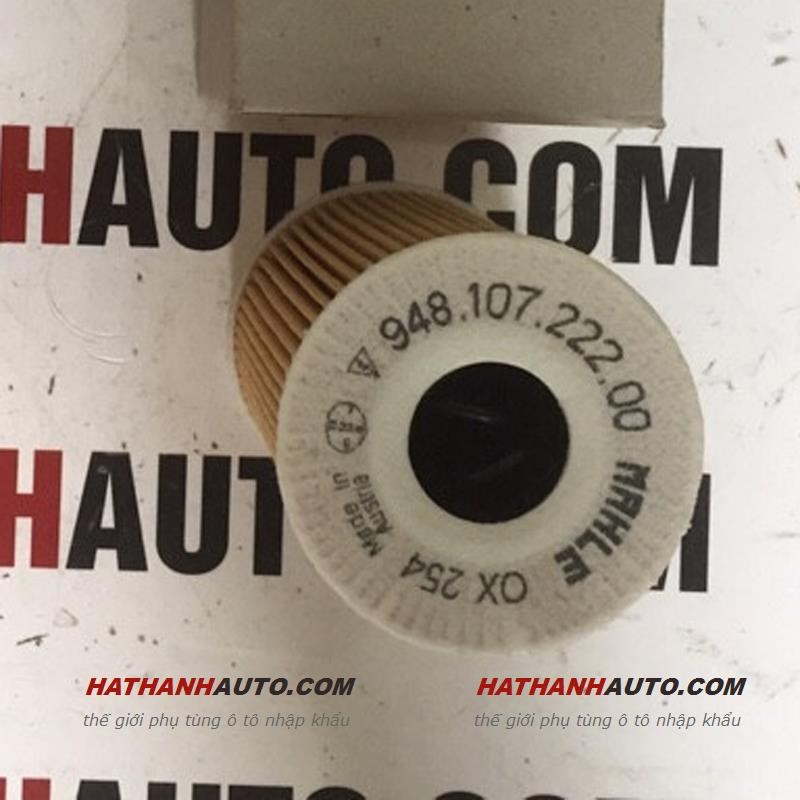 HAUTO.COM
948.107.222.00
MAHLE
OX 254
Made in
Austria
HAUT
M
HATHANHAUTO.COM
thế giới phụ tùng ô tô nhập khẩu
HATHANHAUTO.COM
thế giới phụ tùng ô tô nhập khẩu